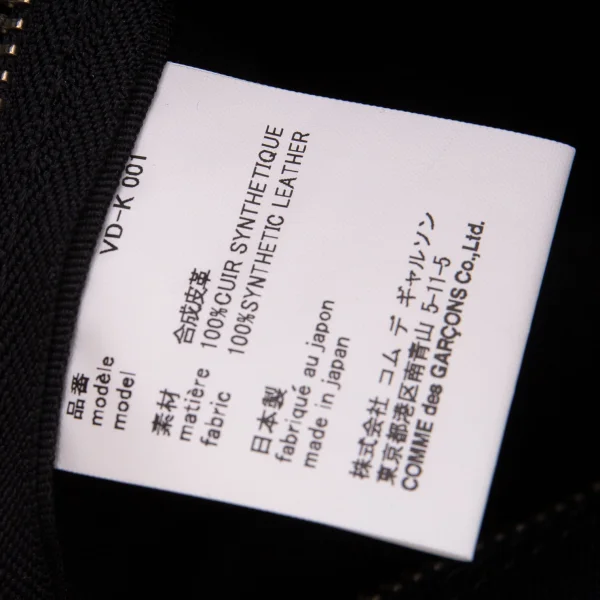 品番
modèle
model
VD-K 001
素材
matière
fabric
合成皮革
100%CUIR SYNTHETIQUE
100%SYNTHETIC LEATHER
日本製
fabriqué au japon
made in japan
株式会社 コム デ ギャルソン
東京都港区南青山 5-11-5
COMME des GARÇONS Co.,Ltd.